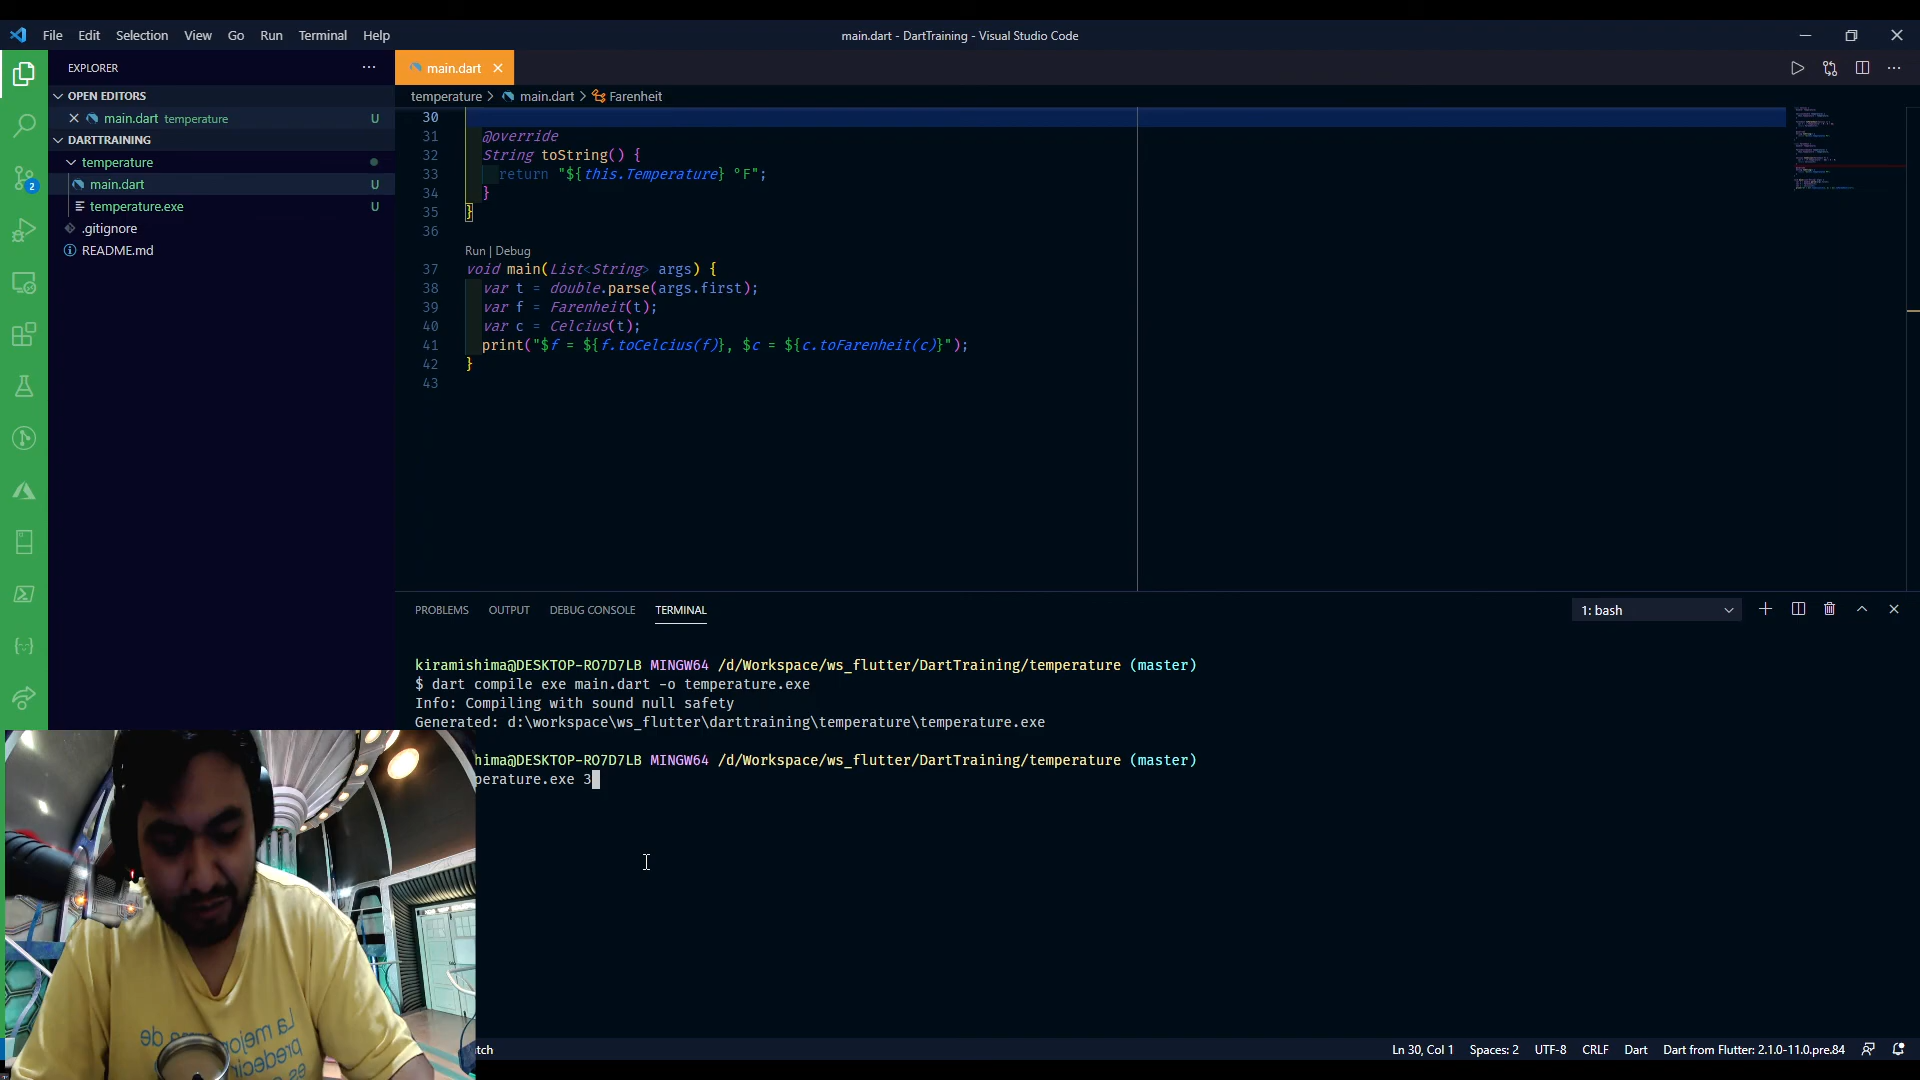 File Edit Selection View Go Run Terminal Help
main.dart - DartTraining - Visual Studio Code
EXPLORER
OPEN EDITORS
main.dart temperature U
DARTTRAINING
temperature
main.dart U
temperature.exe U
.gitignore
README.md
2
main.dart
temperature > main.dart > Farenheit
30
31 @override
32 String toString() {
33 return "${this.Temperature} °F";
34 }
35 }
36
Run | Debug
37 void main(List<String> args) {
38 var t = double.parse(args.first);
39 var f = Farenheit(t);
40 var c = Celcius(t);
41 print("$f = ${f.toCelcius(f)}, $c = ${c.toFarenheit(c)}");
42 }
43
PROBLEMS OUTPUT DEBUG CONSOLE TERMINAL
1: bash
kiramishima@DESKTOP-RO7D7LB MINGW64 /d/Workspace/ws_flutter/DartTraining/temperature (master)
$ dart compile exe main.dart -o temperature.exe
Info: Compiling with sound null safety
Generated: d:\workspace\ws_flutter\darttraining\temperature\temperature.exe
hima@DESKTOP-RO7D7LB MINGW64 /d/Workspace/ws_flutter/DartTraining/temperature (master)
perature.exe 3
La mejor
de
predecir
es
Ln 30, Col 1 Spaces: 2 UTF-8 CRLF Dart Dart from Flutter: 2.1.0-11.0.pre.84